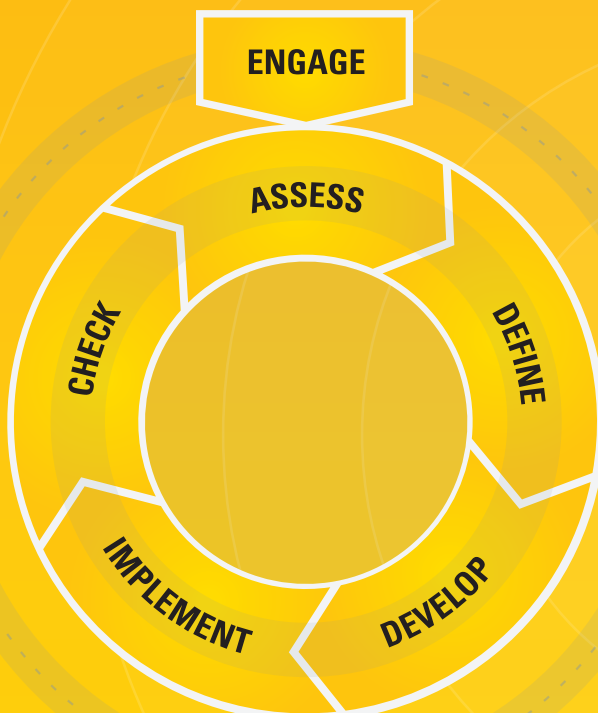 ENGAGE
ASSESS
DEFINE
DEVELOP
IMPLEMENT
CHECK